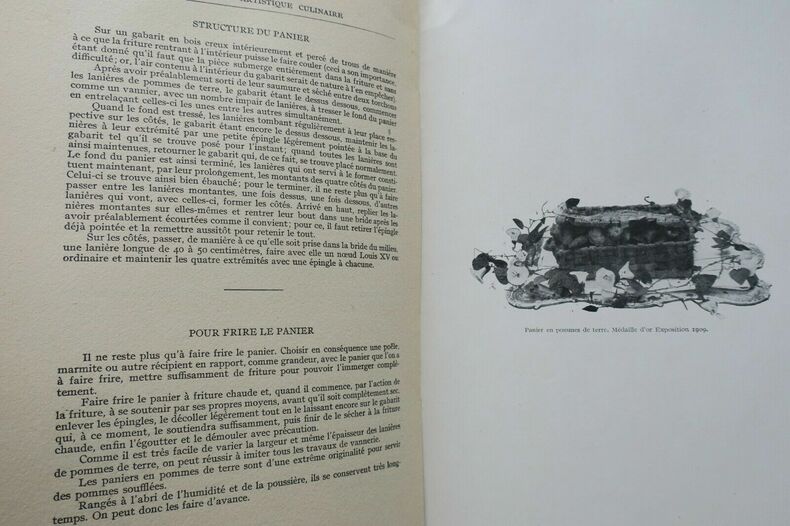 ARTISTIQUE CULINAIRE
STRUCTURE DU PANIER
Sur un gabarit en bois creux intérieurement et percé de trous de manière
à ce que la friture rentrant à l'intérieur puisse le faire couler (ceci a son importance,
étant donné qu'il faut que la pièce submerge entièrement dans la friture et sans
difficulté; or, l'air contenu à l'intérieur du gabarit serait de nature à l'en empêcher).
Après avoir préalablement sorti de leur saumure et séché entre deux torchons
les lanières de pommes de terre, le gabarit étant le dessus dessous, commencer
comme un vannier, avec un nombre impair de lanières, à tresser le fond du panier
en entrelaçant celles-ci les unes entre les autres simultanément.
Quand le fond est tressé, les lanières tombant régulièrement à leur place res-
pective sur les côtés, le gabarit étant encore le dessus dessous, maintenir les la-
nières à leur extrémité par une petite épingle légèrement pointée à la base du
gabarit tel qu'il se trouve posé pour l'instant; quand toutes les lanières sont
ainsi maintenues, retourner le gabarit qui, de ce fait, se trouve placé normalement.
Le fond du panier est ainsi terminé, les lanières qui ont servi à le former consti-
tuent maintenant, par leur prolongement, les montants des quatre côtés du panier.
Celui-ci se trouve ainsi bien ébauché; pour le terminer, il ne reste plus qu'à faire
passer entre les lanières montantes, une fois dessus, une fois dessous, d'autres
lanières qui vont, avec celles-ci, former les côtés. Arrivé en haut, replier les la-
nières montantes sur elles-mêmes et rentrer leur bout dans une bride après les
avoir préalablement écourtées comme il convient; pour ce, il faut retirer l'épingle
déjà pointée et la remettre aussitôt pour retenir le tout.
Sur les côtés, passer, de manière à ce qu'elle soit prise dans la bride du milieu,
une lanière longue de 40 à 50 centimètres, faire avec elle un nœud Louis XV ou
ordinaire et maintenir les quatre extrémités avec une épingle à chacune.
POUR FRIRE LE PANIER
Il ne reste plus qu'à faire frire le panier. Choisir en conséquence une poêle,
marmite ou autre récipient en rapport, comme grandeur, avec le panier que l'on a
à faire frire, mettre suffisamment de friture pour pouvoir l'immerger complè-
tement.
Faire frire le panier à friture chaude et, quand il commence, par l'action de
la friture, à se soutenir par ses propres moyens, avant qu'il soit complètement sec,
enlever les épingles, le décoller légèrement tout en le laissant encore sur le gabarit
qui, à ce moment, le soutiendra suffisamment, puis finir de le sécher à la friture
chaude, enfin l'égoutter et le démouler avec précaution.
Comme il est très facile de varier la largeur et même l'épaisseur des lanières
de pommes de terre, on peut réussir à imiter tous les travaux de vannerie.
Les paniers en pommes de terre sont d'une extrême originalité pour servir
des pommes soufflées.
Rangés à l'abri de l'humidité et de la poussière, ils se conservent très long-
temps. On peut donc les faire d'avance.
Panier en pommes de terre. Médaille d'or Exposition 1909.